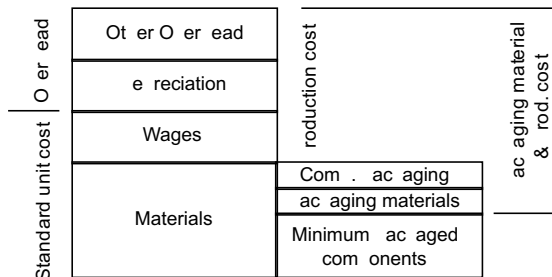 Ot er O er ead
e reciation
Wages
Materials
Com . ac aging
ac aging materials
Minimum ac aged
com onents
O er ead
Standard unit cost
roduction cost
ac aging material
& rod. cost